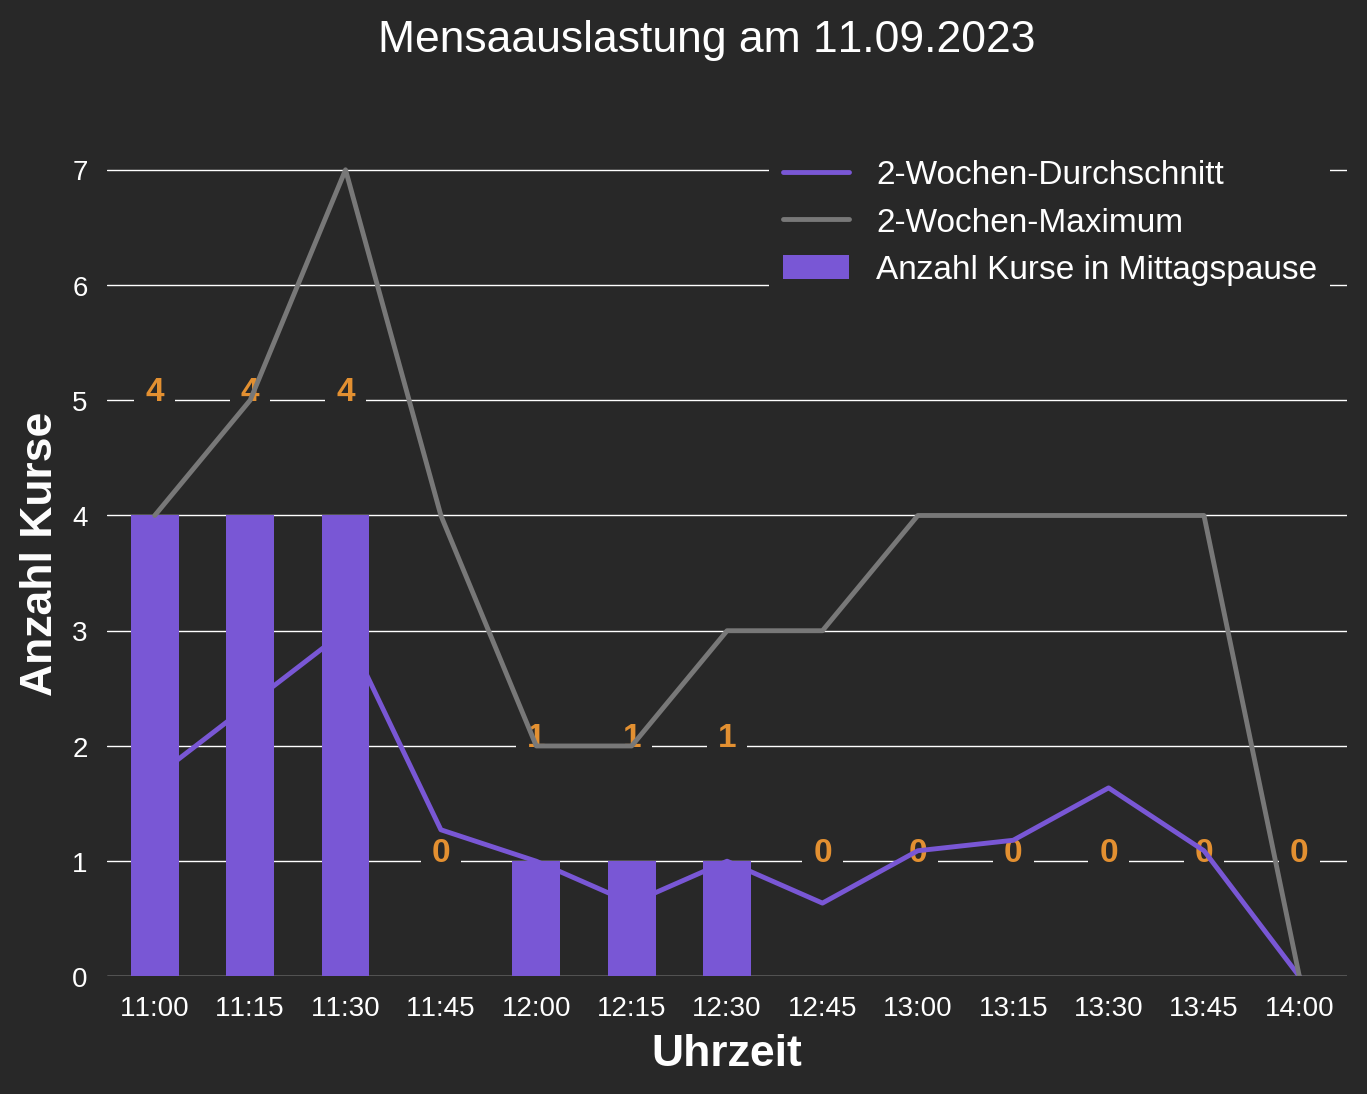 Mensaauslastung am 11.09.2023
2-Wochen-Durchschnitt
2-Wochen-Maximum
Anzahl Kurse in Mittagspause
Anzahl Kurse
7
6
5
4
3
2
1
0
4 4 4 0 1 1 1 0 0 0 0 0 0
11:00 11:15 11:30 11:45 12:00 12:15 12:30 12:45 13:00 13:15 13:30 13:45 14:00
Uhrzeit